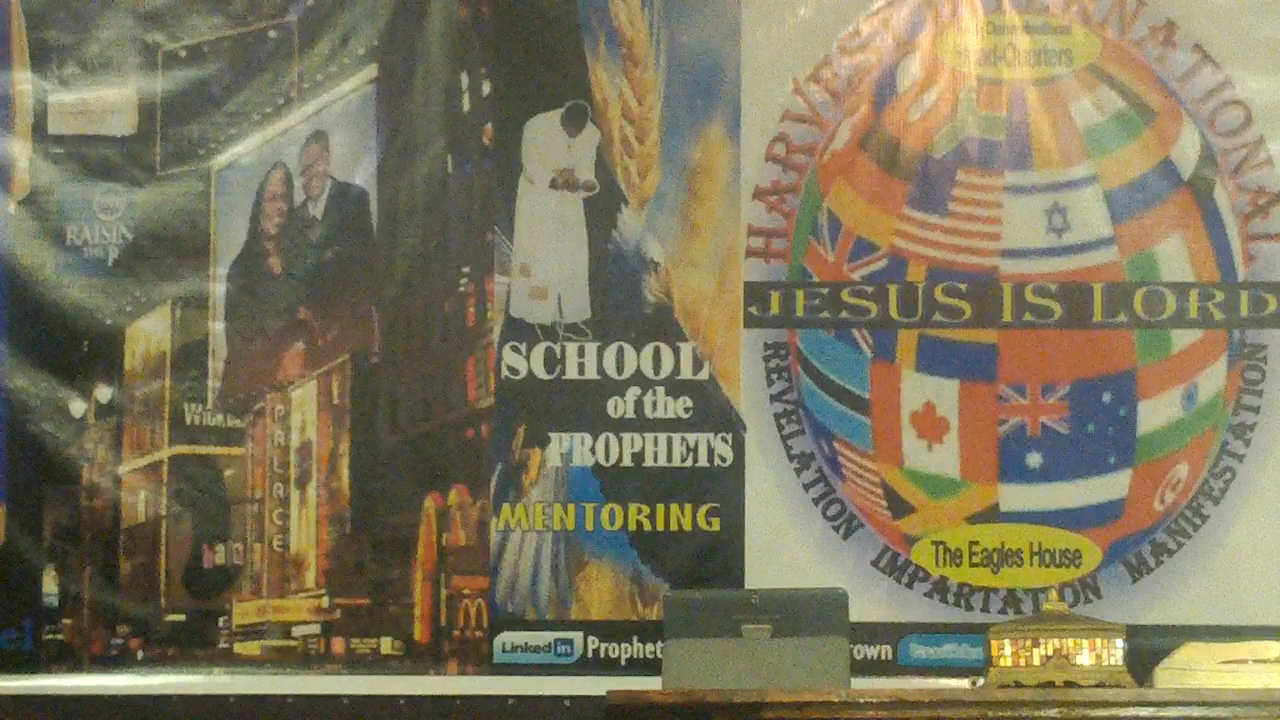 RAISIN
PALACE
SCHOOL
of the
PROPHETS
MENTORING
Linked in Prophet
HARVEST INTERNATIONAL
JESUS IS LORD
REVELATION IMPARTATION MANIFESTATION
The Eagles House